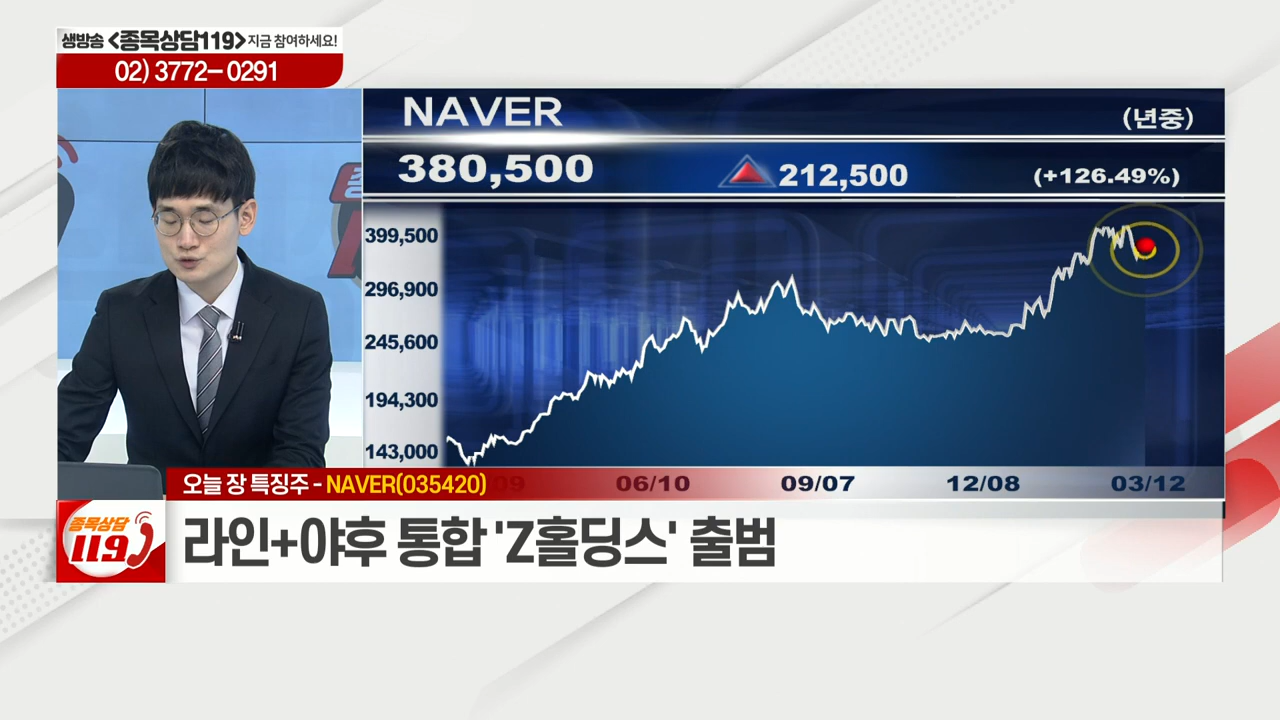 생방송 <종목상담119> 지금 참여하세요!
02) 3772-0291
NAVER (년중)
380,500 212,500 (+126.49%)
399,500
296,900
245,600
194,300
143,000
06/10 09/07 12/08 03/12
오늘 장 특징주 - NAVER(035420)
종목상담
119
라인+야후 통합 'Z홀딩스' 출범